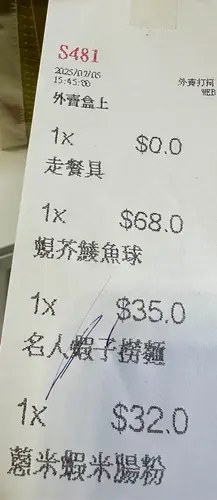 S481
2025/02/05
15:45:00
外賣打荷
WEB
外賣盒上
1x $0.0
走餐具
1x $68.0
蜆芥鯪魚球
1x $35.0
名人蝦子撈麵
1x $32.0
蔥米蝦米腸粉